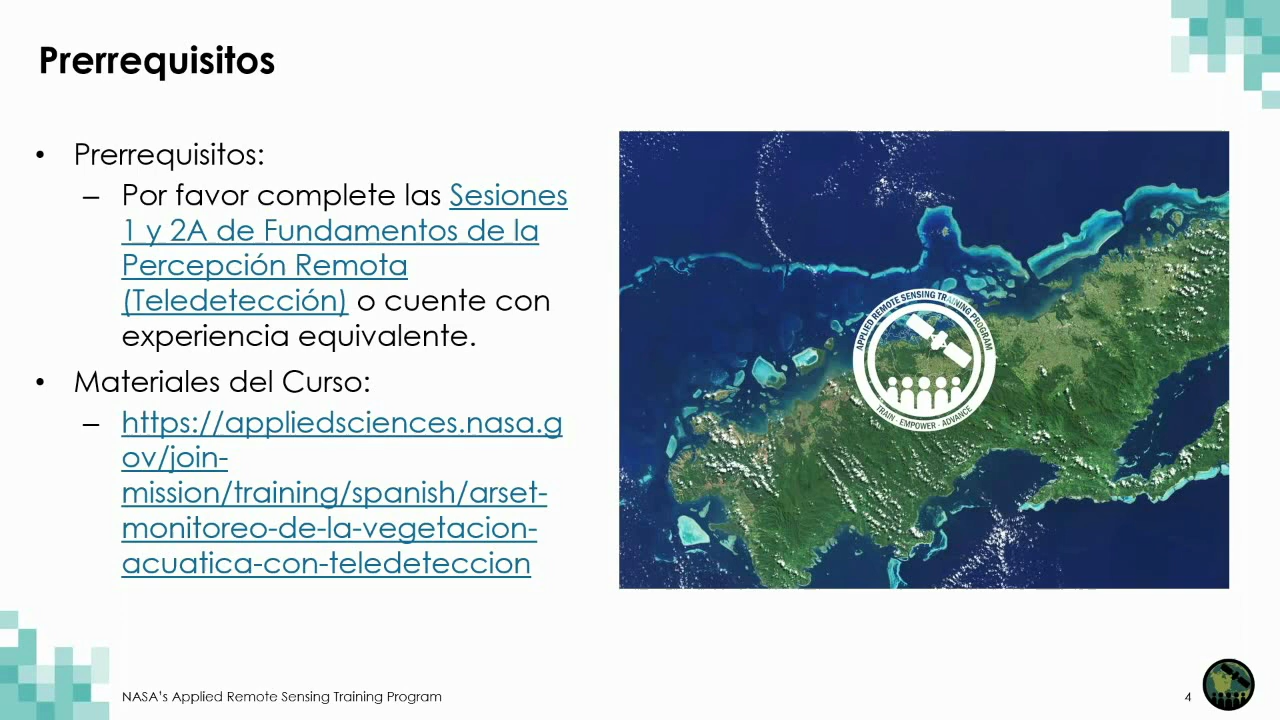 Prerrequisitos
• Prerrequisitos:
– Por favor complete las Sesiones
1 y 2A de Fundamentos de la
Percepción Remota
(Teledetección) o cuente con
experiencia equivalente.
• Materiales del Curso:
– https://appliedsciences.nasa.g
ov/join-
mission/training/spanish/arset-
monitoreo-de-la-vegetacion-
acuatica-con-teledeteccion
APPLIED REMOTE SENSING TRAINING PROGRAM
TRAIN · EMPOWER · ADVANCE
NASA's Applied Remote Sensing Training Program
4